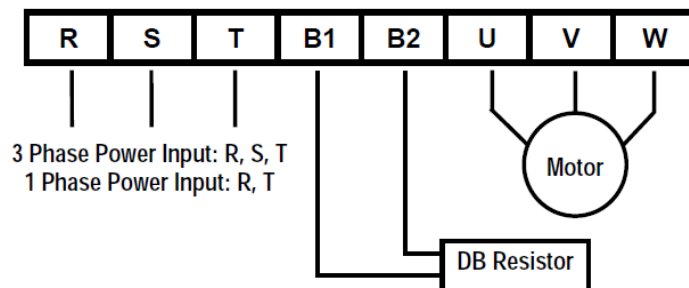 R S T B1 B2 U V W
3 Phase Power Input: R, S, T
1 Phase Power Input: R, T
Motor
DB Resistor